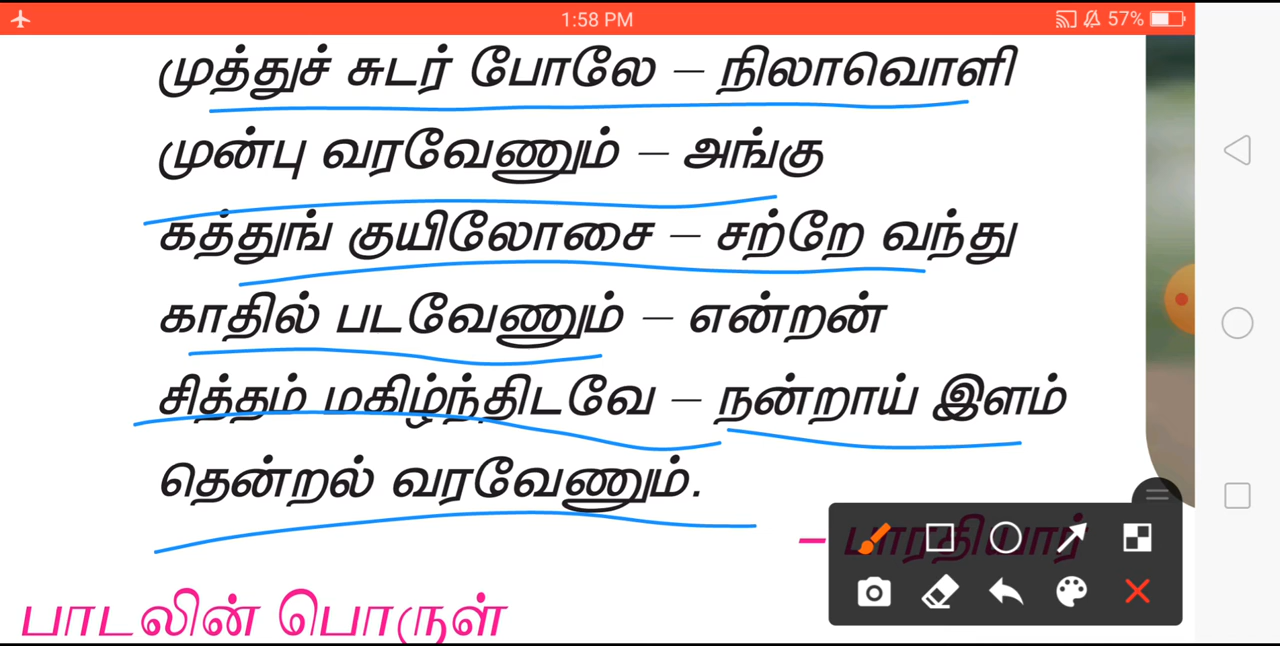 1:58 PM
57%
முத்துச் சுடர் போலே – நிலாவொளி
முன்பு வரவேணும் – அங்கு
கத்துங் குயிலோசை – சற்றே வந்து
காதில் படவேணும் – என்றன்
சித்தம் மகிழ்ந்திடவே – நன்றாய் இளம்
தென்றல் வரவேணும்.
– பாரதியார்
பாடலின் பொருள்